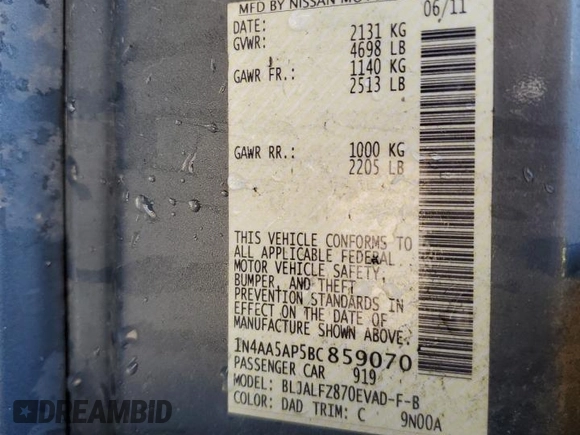 MFD BY NISSAN MOTOR
DATE: 06/11
GVWR: 2131 KG
4698 LB
GAWR FR.: 1140 KG
2513 LB
GAWR RR.: 1000 KG
2205 LB
THIS VEHICLE CONFORMS TO
ALL APPLICABLE FEDERAL
MOTOR VEHICLE SAFETY,
BUMPER, AND THEFT
PREVENTION STANDARDS IN
EFFECT ON THE DATE OF
MANUFACTURE SHOWN ABOVE.
1N4AA5AP5BC859070
PASSENGER CAR 919
MODEL: BLJALFZ870EVAD-F-B
COLOR: DAD TRIM: C 9N00A
DREAMBID